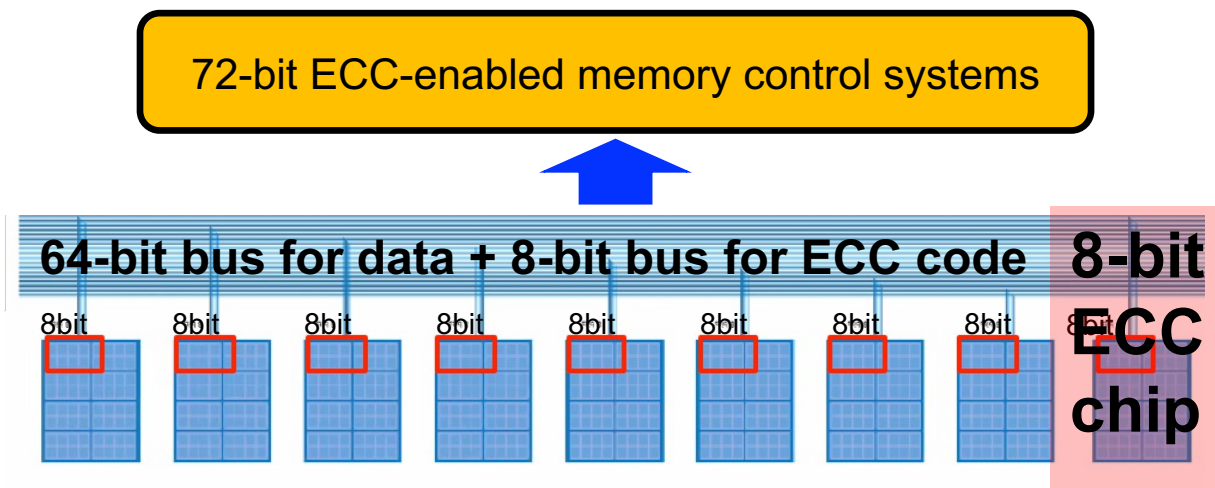 72-bit ECC-enabled memory control systems
64-bit bus for data + 8-bit bus for ECC code
8-bit
ECC
chip
8bit 8bit 8bit 8bit 8bit 8bit 8bit 8bit 8bit